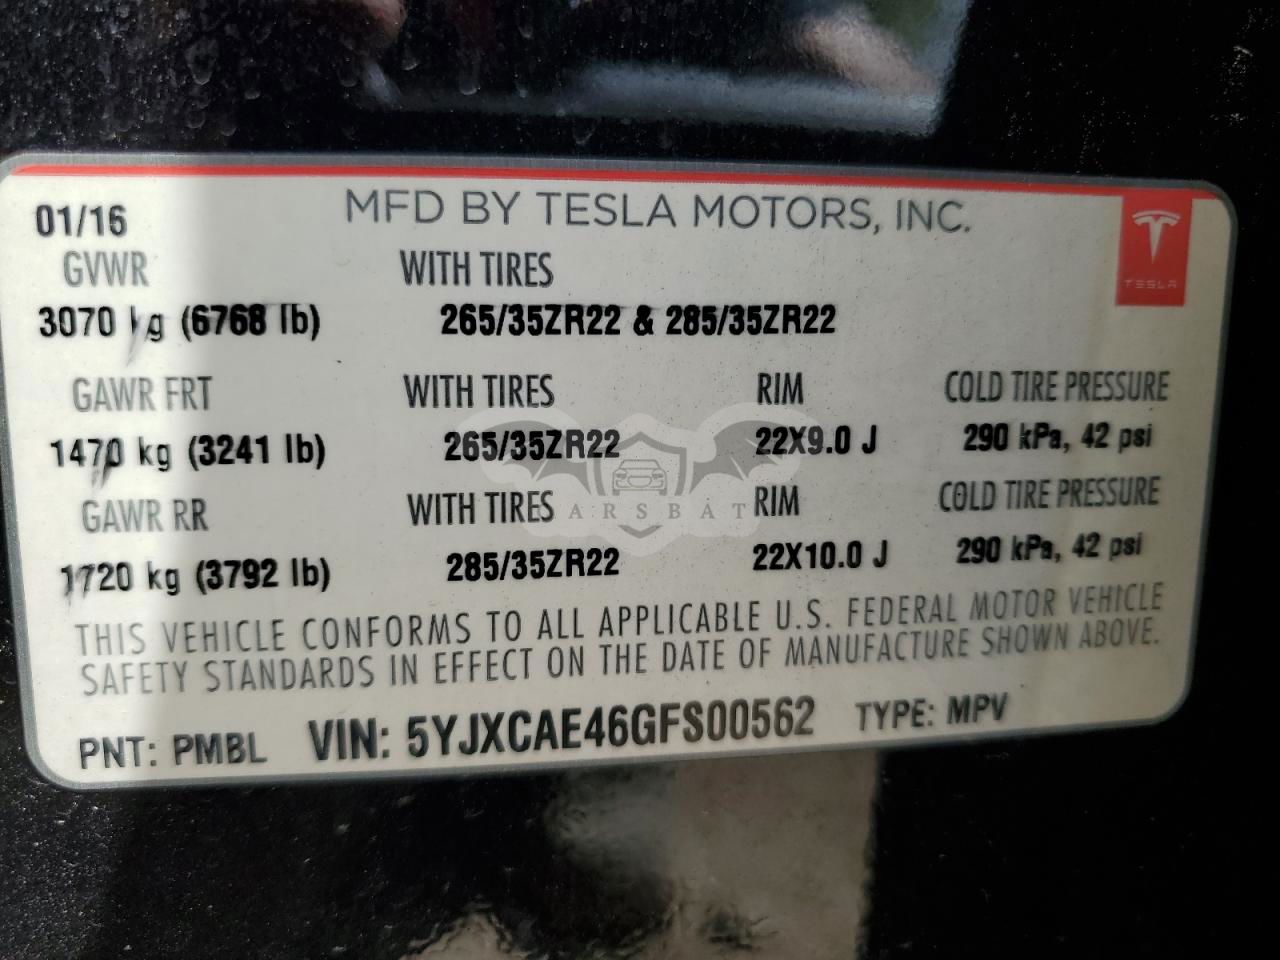 MFD BY TESLA MOTORS, INC.
01/16
TESLA
GVWR WITH TIRES
3070 kg (6768 lb) 265/35ZR22 & 285/35ZR22
GAWR FRT WITH TIRES RIM COLD TIRE PRESSURE
1470 kg (3241 lb) 265/35ZR22 22X9.0 J 290 kPa, 42 psi
GAWR RR WITH TIRES RIM COLD TIRE PRESSURE
ARSBAT
1720 kg (3792 lb) 285/35ZR22 22X10.0 J 290 kPa, 42 psi
THIS VEHICLE CONFORMS TO ALL APPLICABLE U.S. FEDERAL MOTOR VEHICLE
SAFETY STANDARDS IN EFFECT ON THE DATE OF MANUFACTURE SHOWN ABOVE.
PNT: PMBL VIN: 5YJXCAE46GFS00562 TYPE: MPV